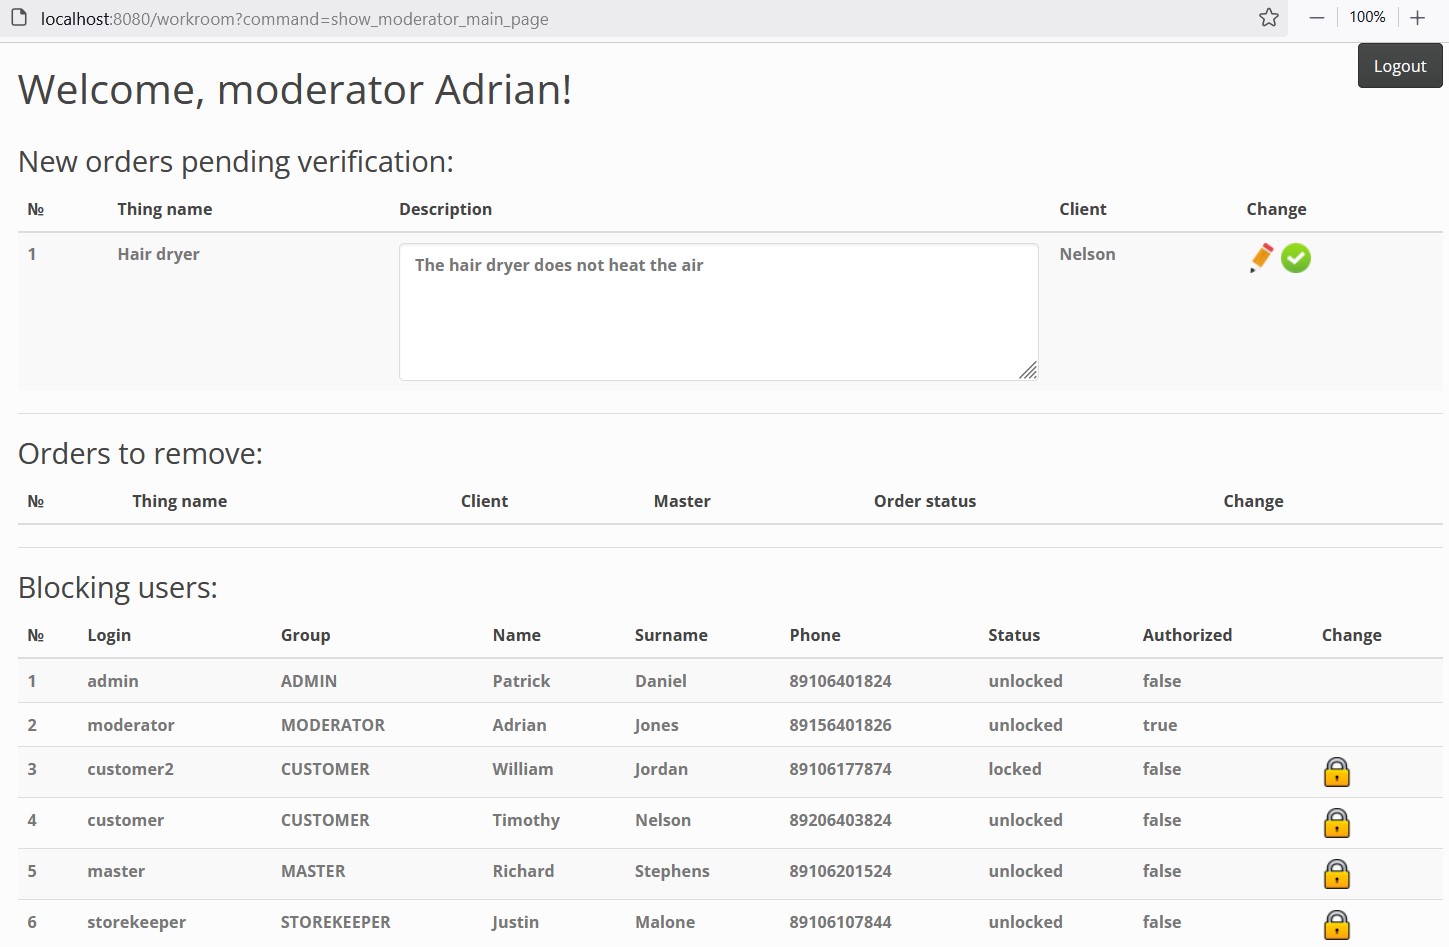 localhost:8080/workroom?command=show_moderator_main_page 100%
Logout
Welcome, moderator Adrian!
New orders pending verification:
№ Thing name Description Client Change
1 Hair dryer The hair dryer does not heat the air Nelson
Orders to remove:
№ Thing name Client Master Order status Change
Blocking users:
№ Login Group Name Surname Phone Status Authorized Change
1 admin ADMIN Patrick Daniel 89106401824 unlocked false
2 moderator MODERATOR Adrian Jones 89156401826 unlocked true
3 customer2 CUSTOMER William Jordan 89106177874 locked false
4 customer CUSTOMER Timothy Nelson 89206403824 unlocked false
5 master MASTER Richard Stephens 89106201524 unlocked false
6 storekeeper STOREKEEPER Justin Malone 89106107844 unlocked false